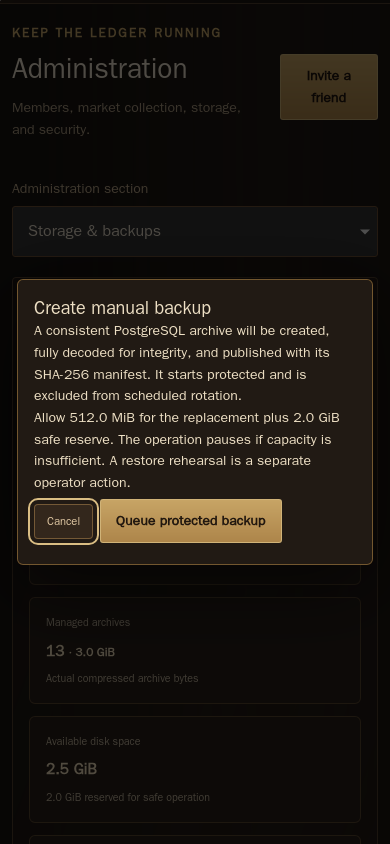 KEEP THE LEDGER RUNNING
Administration
Invite a
friend
Members, market collection, storage,
and security.
Administration section
Storage & backups
Create manual backup
A consistent PostgreSQL archive will be created,
fully decoded for integrity, and published with its
SHA-256 manifest. It starts protected and is
excluded from scheduled rotation.
Allow 512.0 MiB for the replacement plus 2.0 GiB
safe reserve. The operation pauses if capacity is
insufficient. A restore rehearsal is a separate
operator action.
Cancel
Queue protected backup
Managed archives
13 · 3.0 GiB
Actual compressed archive bytes
Available disk space
2.5 GiB
2.0 GiB reserved for safe operation